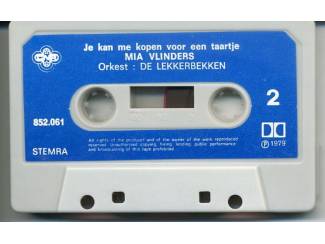 Je kan me kopen voor een taartje
MIA VLINDERS
Orkest : DE LEKKERBEKKEN
2
852.061
All rights of the producer and of the owner of the work reproduced
reserved. Unauthorised copying, hiring, lending, public performance
and broadcasting of this tape prohibited.
STEMRA
℗ 1979